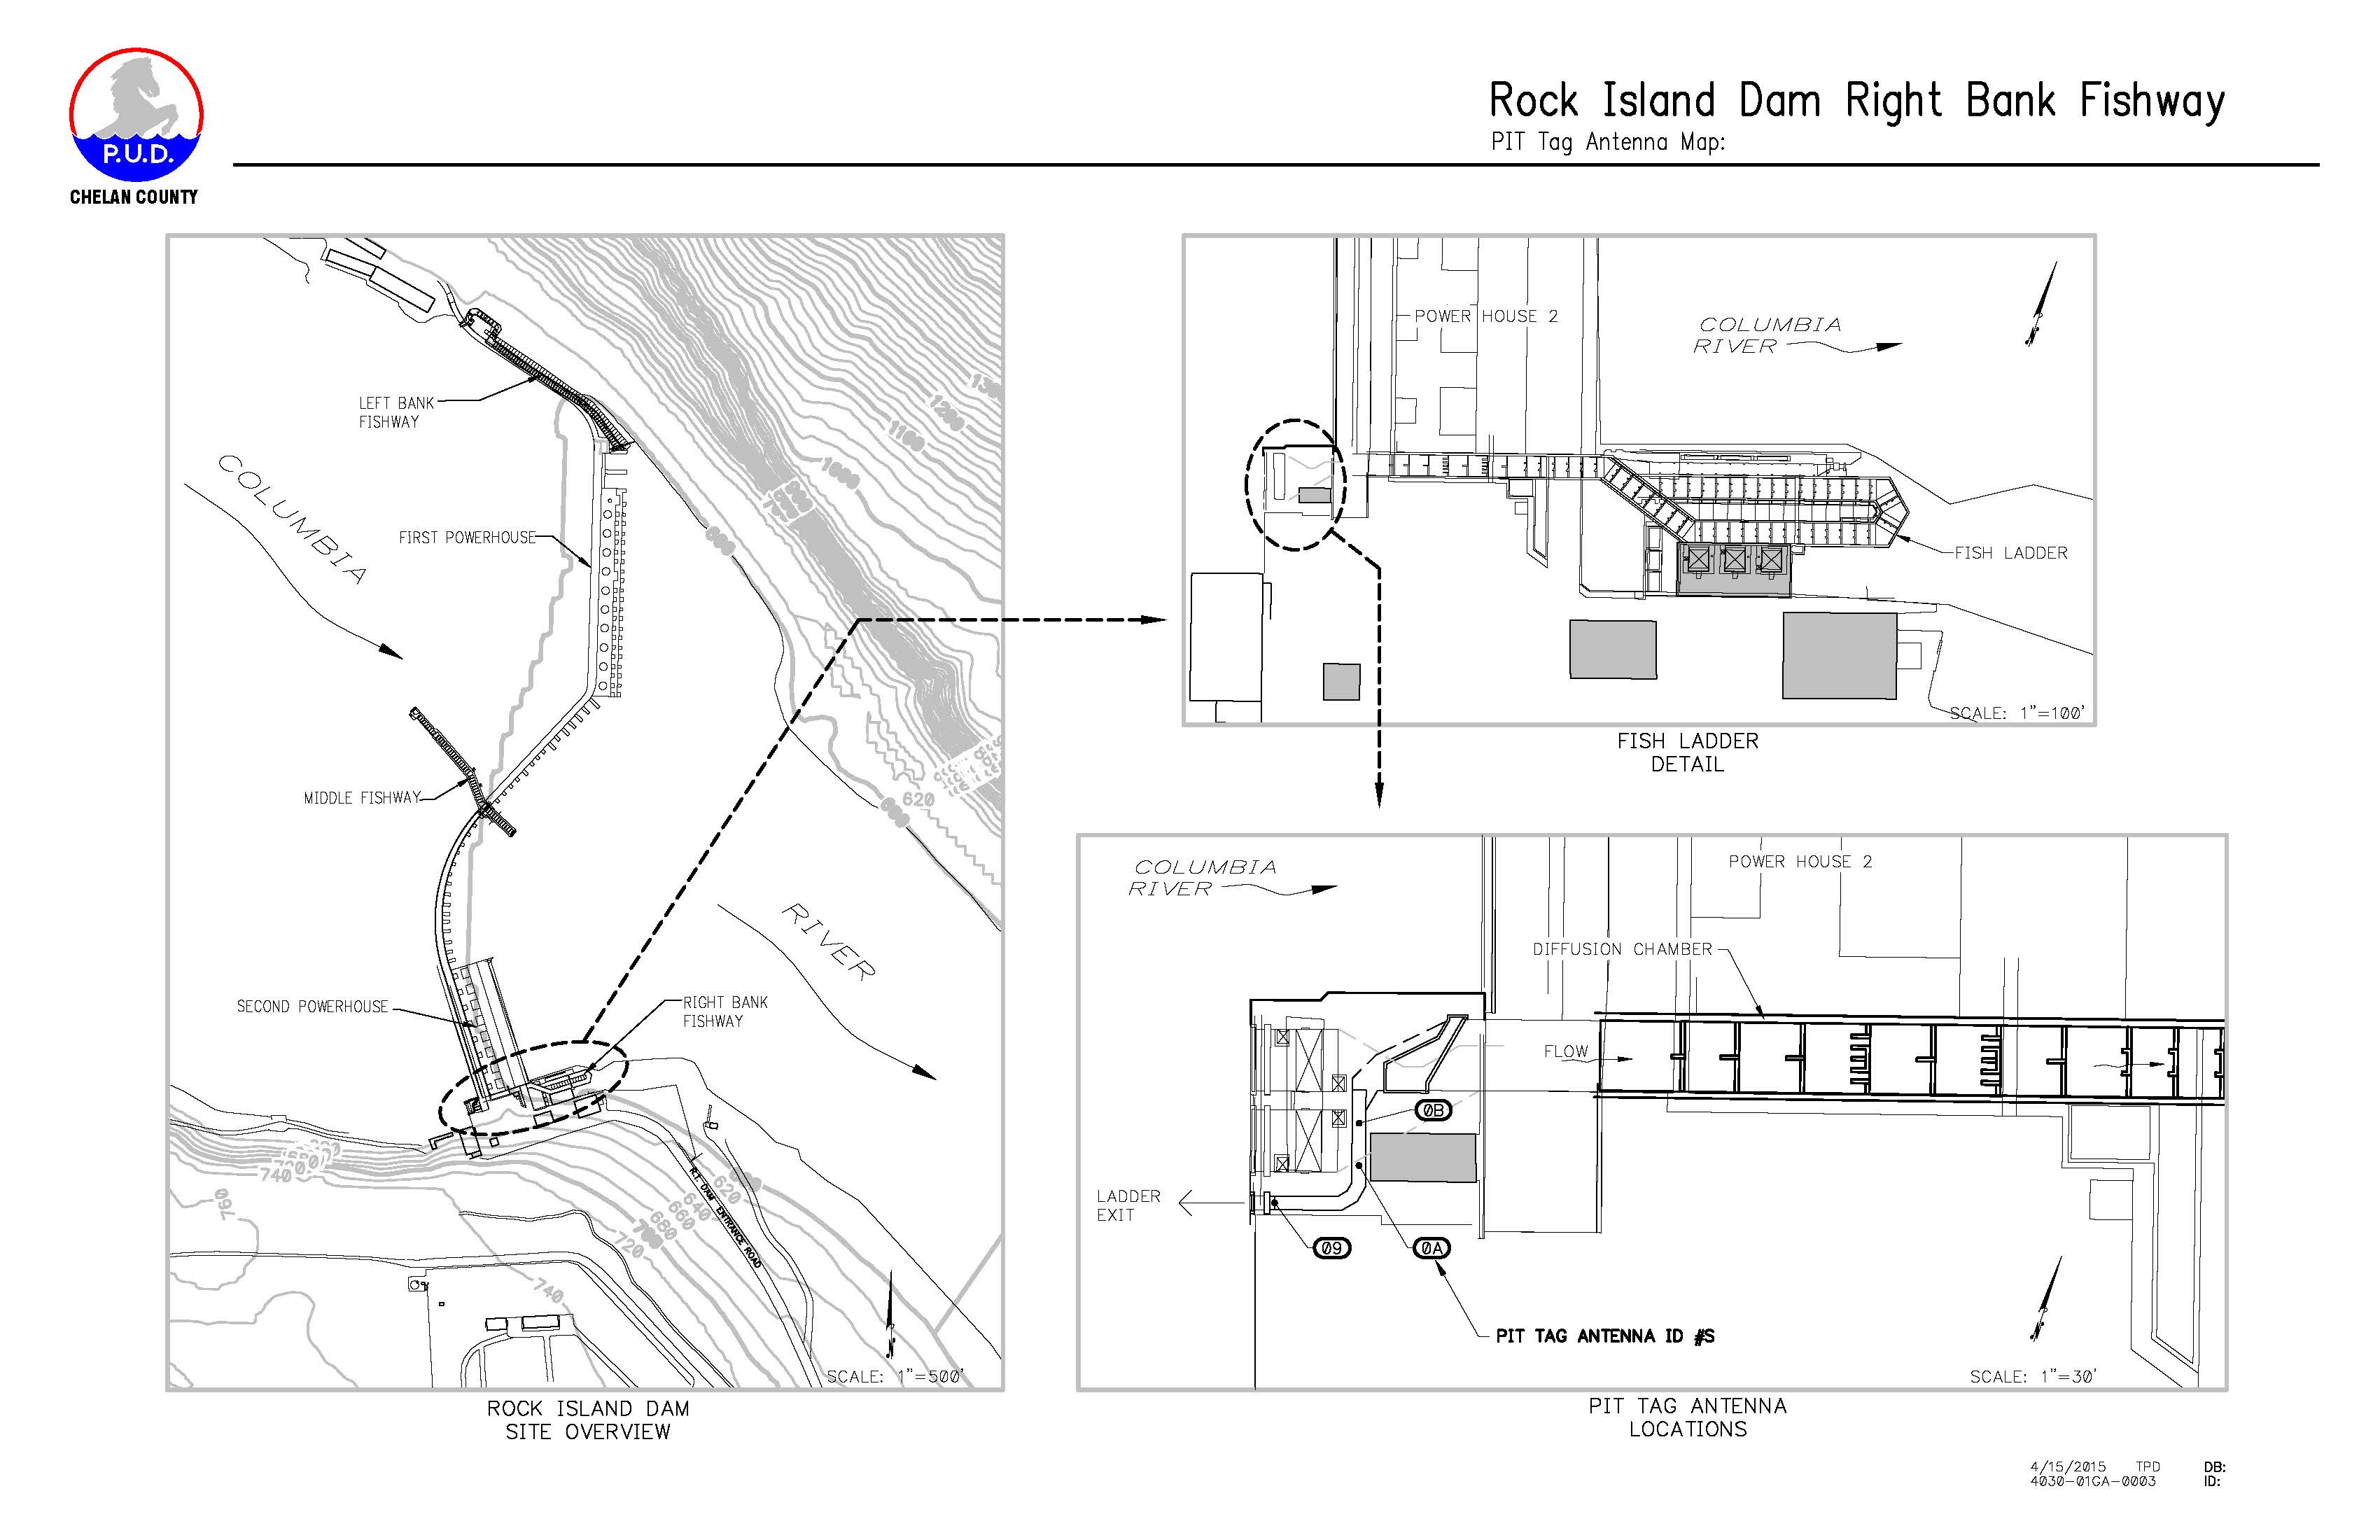 P.U.D.
CHELAN COUNTY
Rock Island Dam Right Bank Fishway
PIT Tag Antenna Map:
LEFT BANK
FISHWAY
COLUMBIA
FIRST POWERHOUSE
MIDDLE FISHWAY
SECOND POWERHOUSE
RIGHT BANK
FISHWAY
RIVER
1300
1200
1100
1000
800
620
600
740
760
620
640
660
680
700
720
740
R.I. DAM ENTRANCE ROAD
SCALE: 1"=500'
ROCK ISLAND DAM
SITE OVERVIEW
POWER HOUSE 2
COLUMBIA
RIVER
FISH LADDER
SCALE: 1"=100'
FISH LADDER
DETAIL
COLUMBIA
RIVER
POWER HOUSE 2
DIFFUSION CHAMBER
FLOW
0B
LADDER
EXIT
09
0A
PIT TAG ANTENNA ID #S
SCALE: 1"=30'
PIT TAG ANTENNA
LOCATIONS
4/15/2015 TPD DB:
4030-01GA-0003 ID: